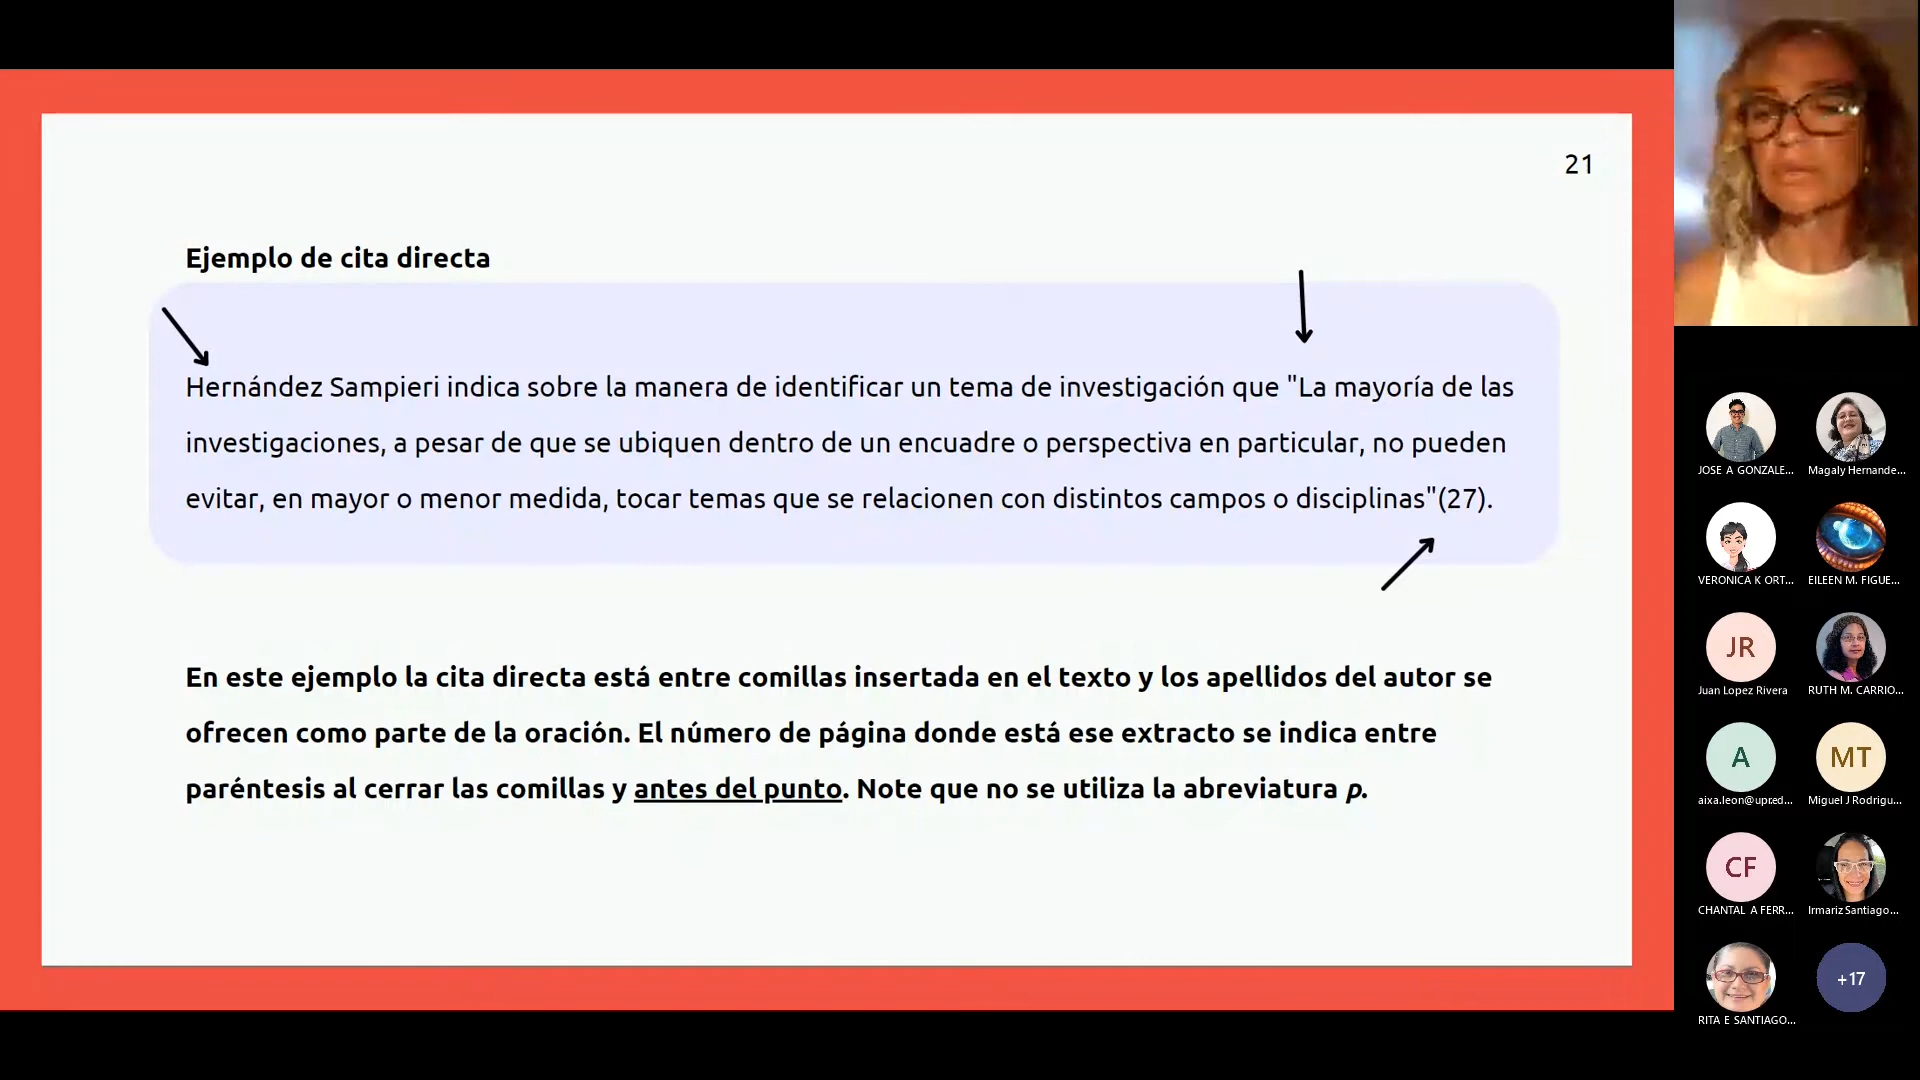 21
Ejemplo de cita directa
Hernández Sampieri indica sobre la manera de identificar un tema de investigación que "La mayoría de las
investigaciones, a pesar de que se ubiquen dentro de un encuadre o perspectiva en particular, no pueden
evitar, en mayor o menor medida, tocar temas que se relacionen con distintos campos o disciplinas"(27).
En este ejemplo la cita directa está entre comillas insertada en el texto y los apellidos del autor se
ofrecen como parte de la oración. El número de página donde está ese extracto se indica entre
paréntesis al cerrar las comillas y antes del punto. Note que no se utiliza la abreviatura p.
JOSE A GONZALE...
Magaly Hernande...
VERONICA K ORT...
EILEEN M. FIGUE...
JR
Juan Lopez Rivera
RUTH M. CARRIO...
A
aixa.leon@upr.ed...
MT
Miguel J Rodrigu...
CF
CHANTAL A FERR...
Irmariz Santiago...
RITA E SANTIAGO...
+17